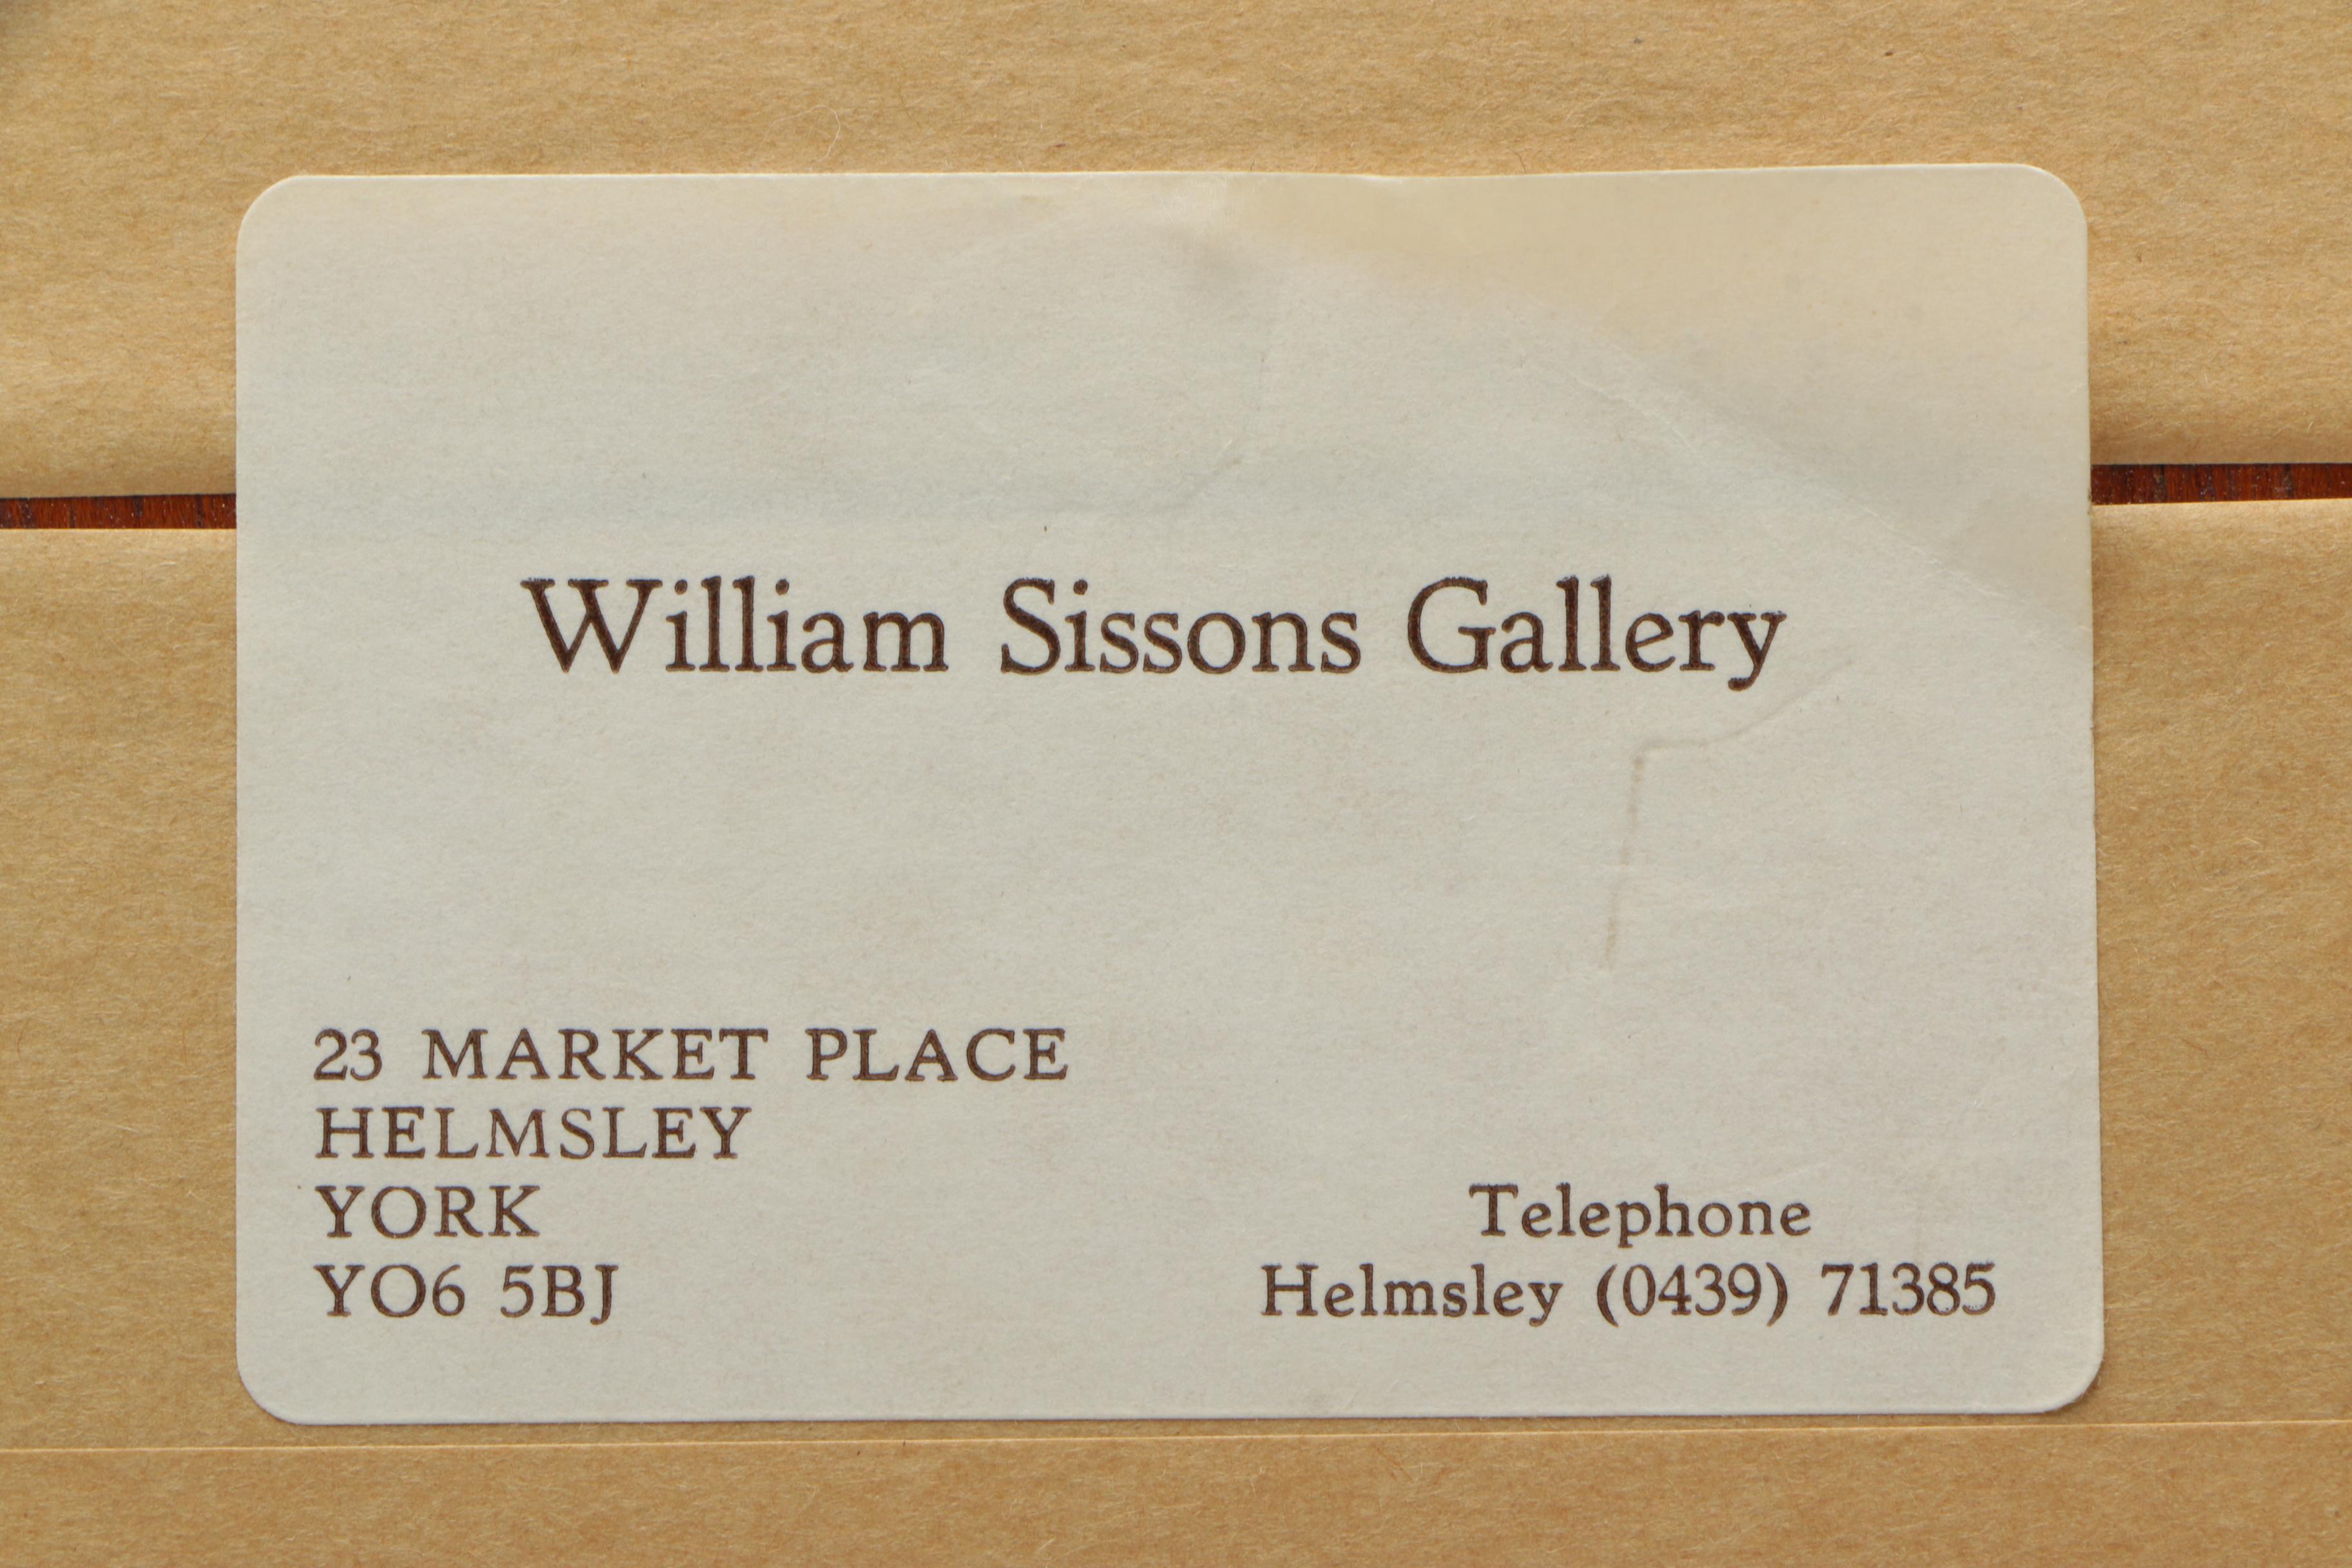 William Sissons Gallery
23 MARKET PLACE
HELMSLEY
YORK
YO6 5BJ
Telephone
Helmsley (0439) 71385